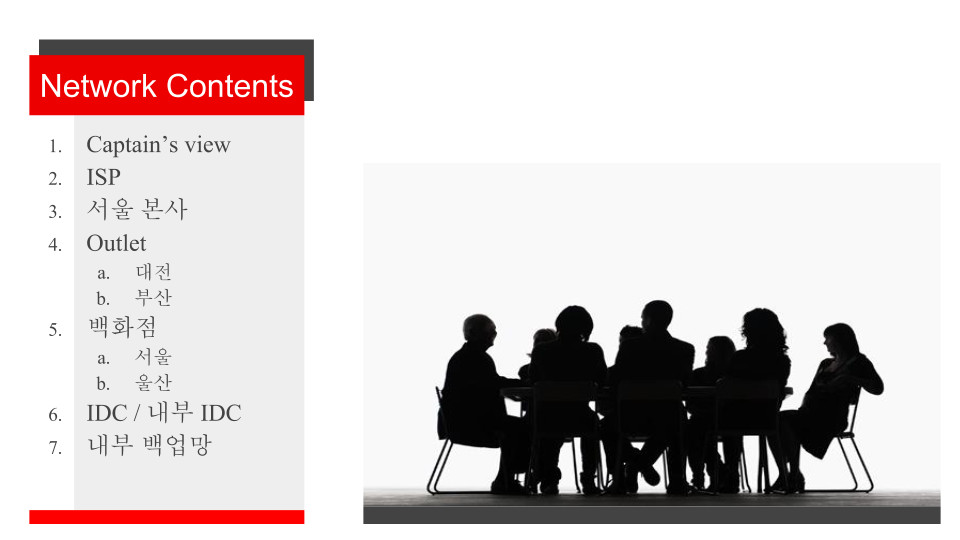 Network Contents
1. Captain’s view
2. ISP
3. 서울 본사
4. Outlet
a. 대전
b. 부산
5. 백화점
a. 서울
b. 울산
6. IDC / 내부 IDC
7. 내부 백업망